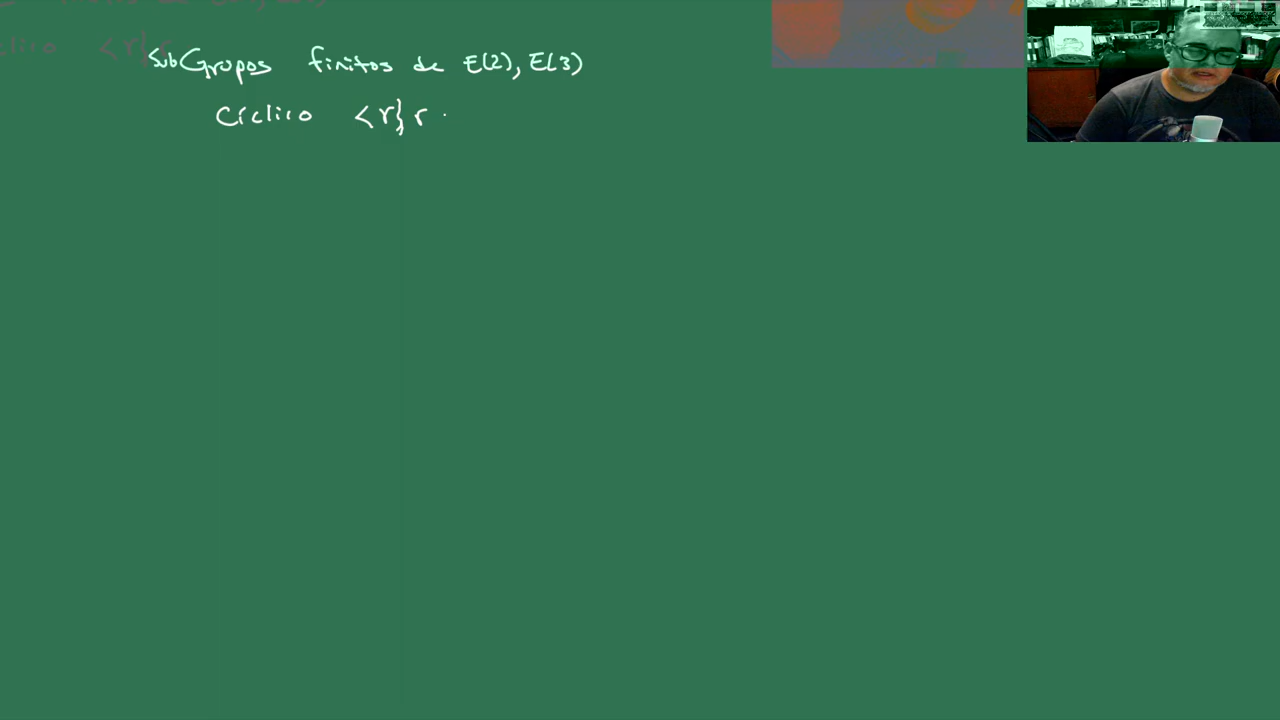 SubGrupos finitos de E(2), E(3)
Cíclico <r} r